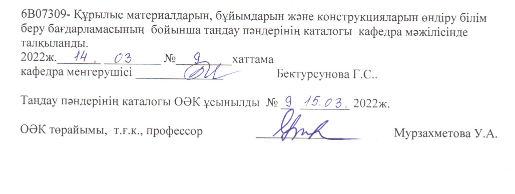 6В07309- Құрылыс материалдарын, бұйымдарын және конструкцияларын өндіру білім
беру бағдарламасының бойынша таңдау пәндерінің каталогы кафедра мәжілісінде
талқыланды.
2022ж. 14. 03 № 9 хаттама
кафедра меңгерушісі Бектурсунова Г.С..
Таңдау пәндерінің каталогы ОӘК ұсынылды № 9 15.03. 2022ж.
ОӘК төрайымы, т.ғ.к., профессор Мурзахметова У.А.